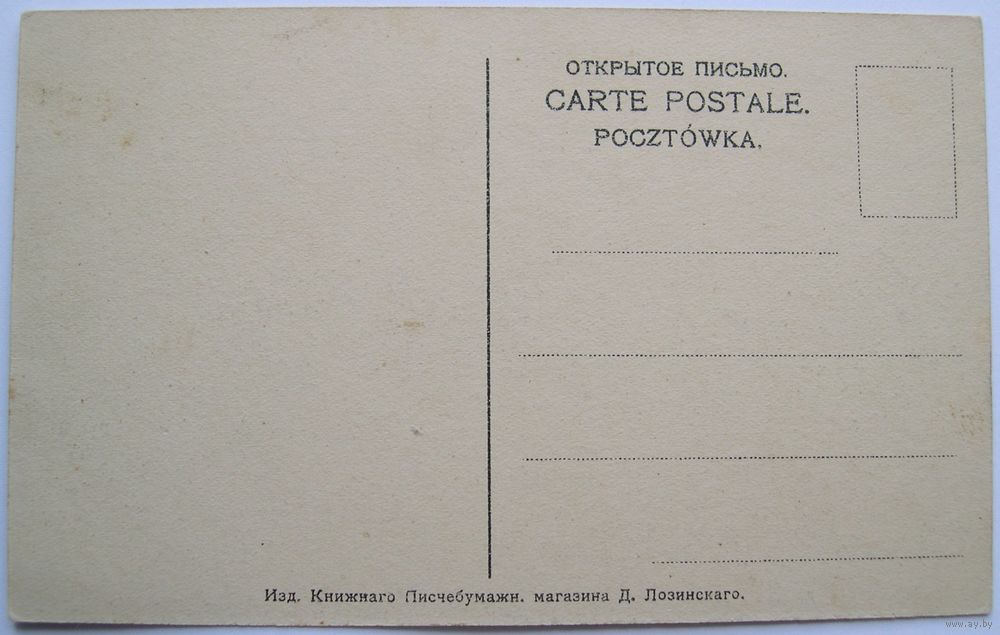 ОТКРЫТОЕ ПИСЬМО.
CARTE POSTALE.
POCZTÓWKA.
Изд. Книжнаго Писчебумажн. магазина Д. Лозинскаго.
www.ay.by